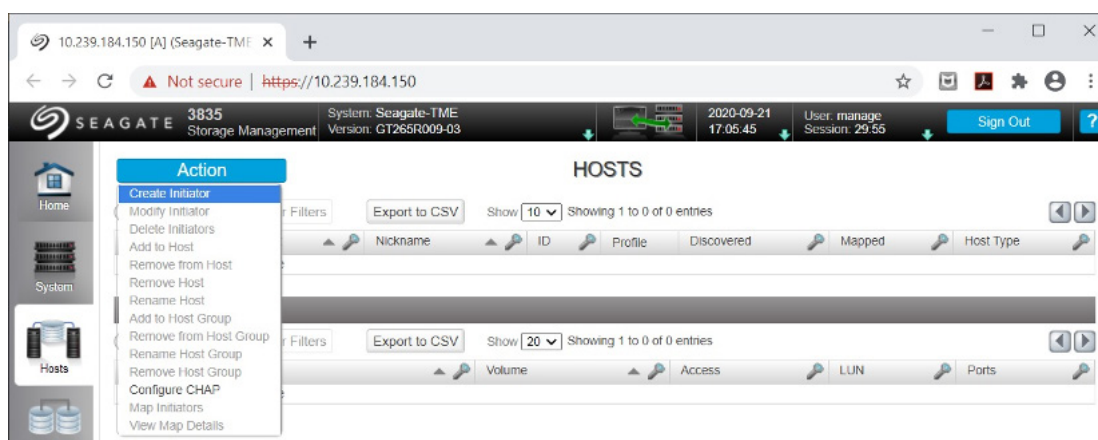 10.239.184.150 [A] (Seagate-TME
Not secure | https://10.239.184.150
SEAGATE
3835
Storage Management
System: Seagate-TME
Version: GT265R009-03
2020-09-21
17:05:45
User: manage
Session: 29:55
Sign Out
?
Home
System
Hosts
Action
HOSTS
Create Initiator
Modify Initiator
Delete Initiators
Add to Host
Remove from Host
Remove Host
Rename Host
Add to Host Group
Remove from Host Group
Rename Host Group
Remove Host Group
Configure CHAP
Map Initiators
View Map Details
r Filters
Export to CSV
Show 10 Showing 1 to 0 of 0 entries
Nickname ID Profile Discovered Mapped Host Type
r Filters
Export to CSV
Show 20 Showing 1 to 0 of 0 entries
Volume Access LUN Ports